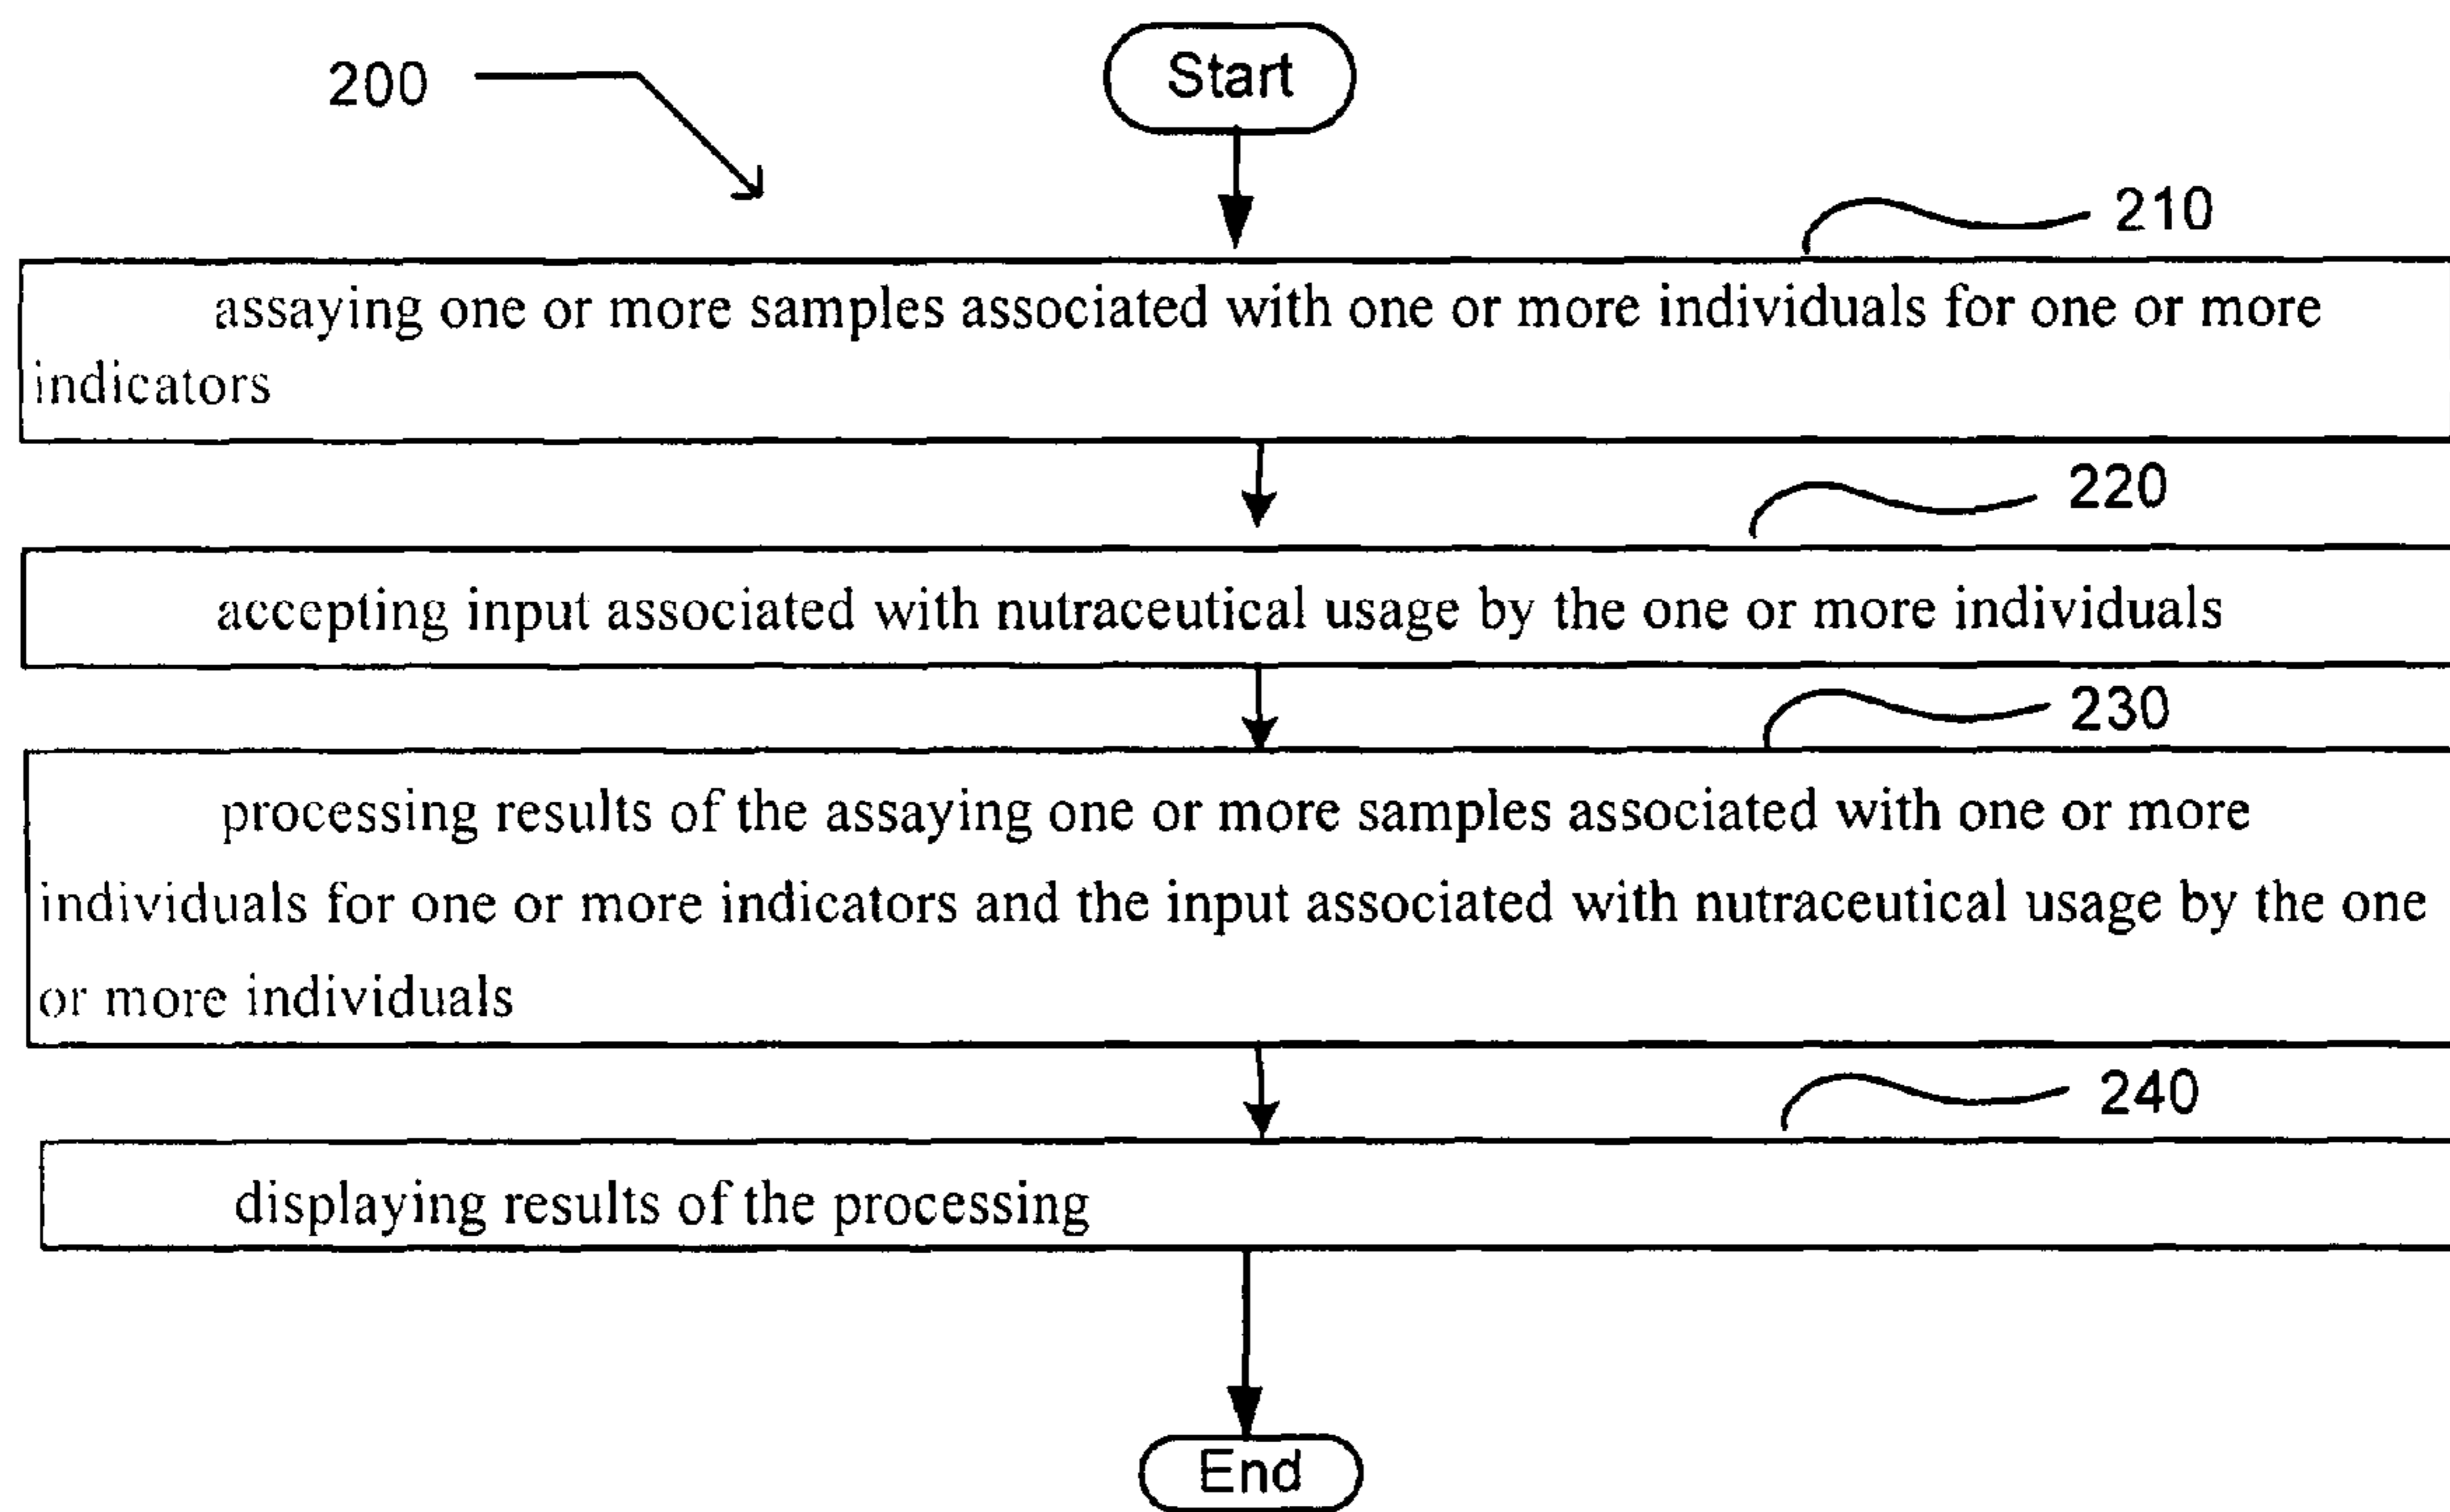 Start
200
210
assaying one or more samples associated with one or more individuals for one or more
indicators
220
accepting input associated with nutraceutical usage by the one or more individuals
230
processing results of the assaying one or more samples associated with one or more
individuals for one or more indicators and the input associated with nutraceutical usage by the one
or more individuals
240
displaying results of the processing
End